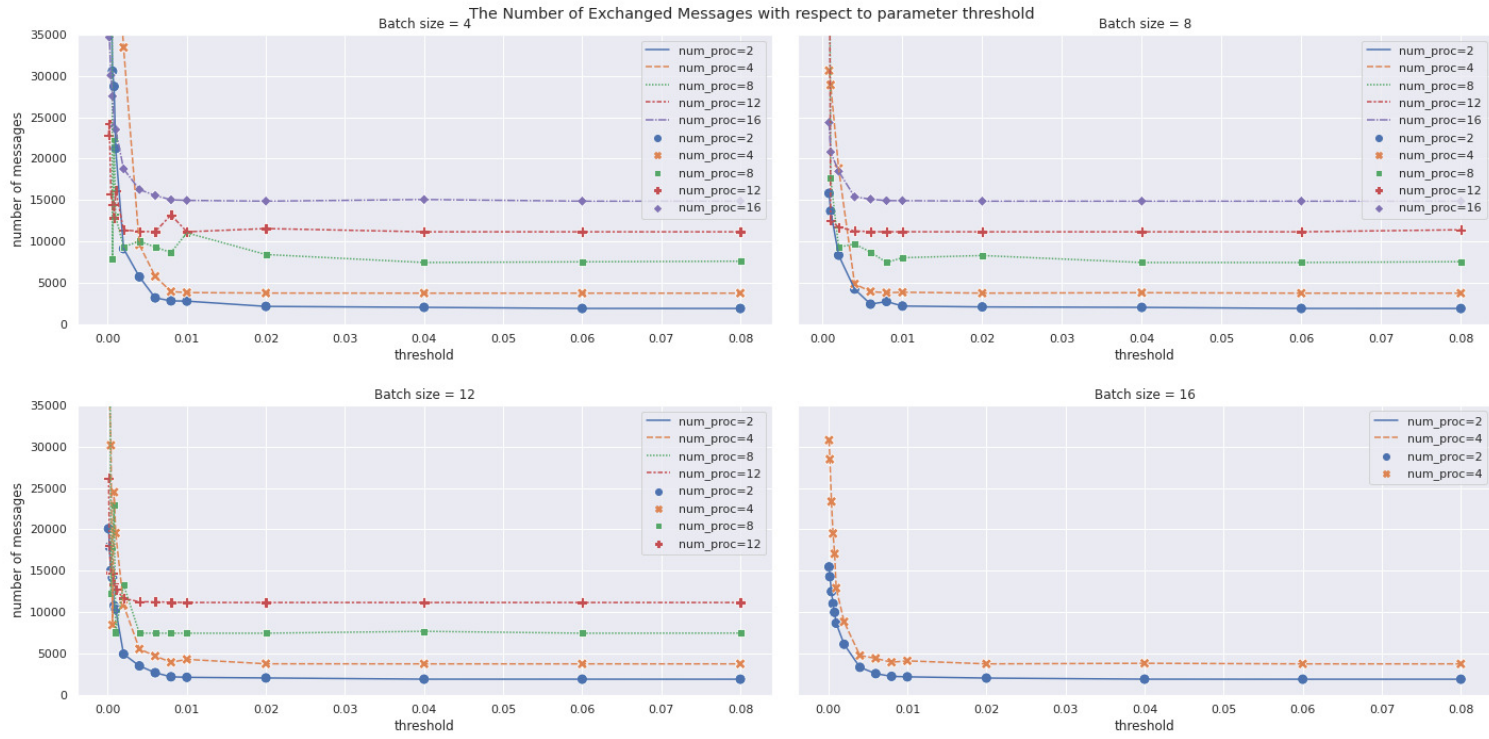 The Number of Exchanged Messages with respect to parameter threshold
Batch size = 4
35000
30000
25000
20000
15000
10000
5000
0
number of messages
0.00 0.01 0.02 0.03 0.04 0.05 0.06 0.07 0.08
threshold
num_proc=2
num_proc=4
num_proc=8
num_proc=12
num_proc=16
num_proc=2
num_proc=4
num_proc=8
num_proc=12
num_proc=16
Batch size = 8
0.00 0.01 0.02 0.03 0.04 0.05 0.06 0.07 0.08
threshold
num_proc=2
num_proc=4
num_proc=8
num_proc=12
num_proc=16
num_proc=2
num_proc=4
num_proc=8
num_proc=12
num_proc=16
Batch size = 12
35000
30000
25000
20000
15000
10000
5000
0
number of messages
0.00 0.01 0.02 0.03 0.04 0.05 0.06 0.07 0.08
threshold
num_proc=2
num_proc=4
num_proc=8
num_proc=12
num_proc=2
num_proc=4
num_proc=8
num_proc=12
Batch size = 16
0.00 0.01 0.02 0.03 0.04 0.05 0.06 0.07 0.08
threshold
num_proc=2
num_proc=4
num_proc=2
num_proc=4